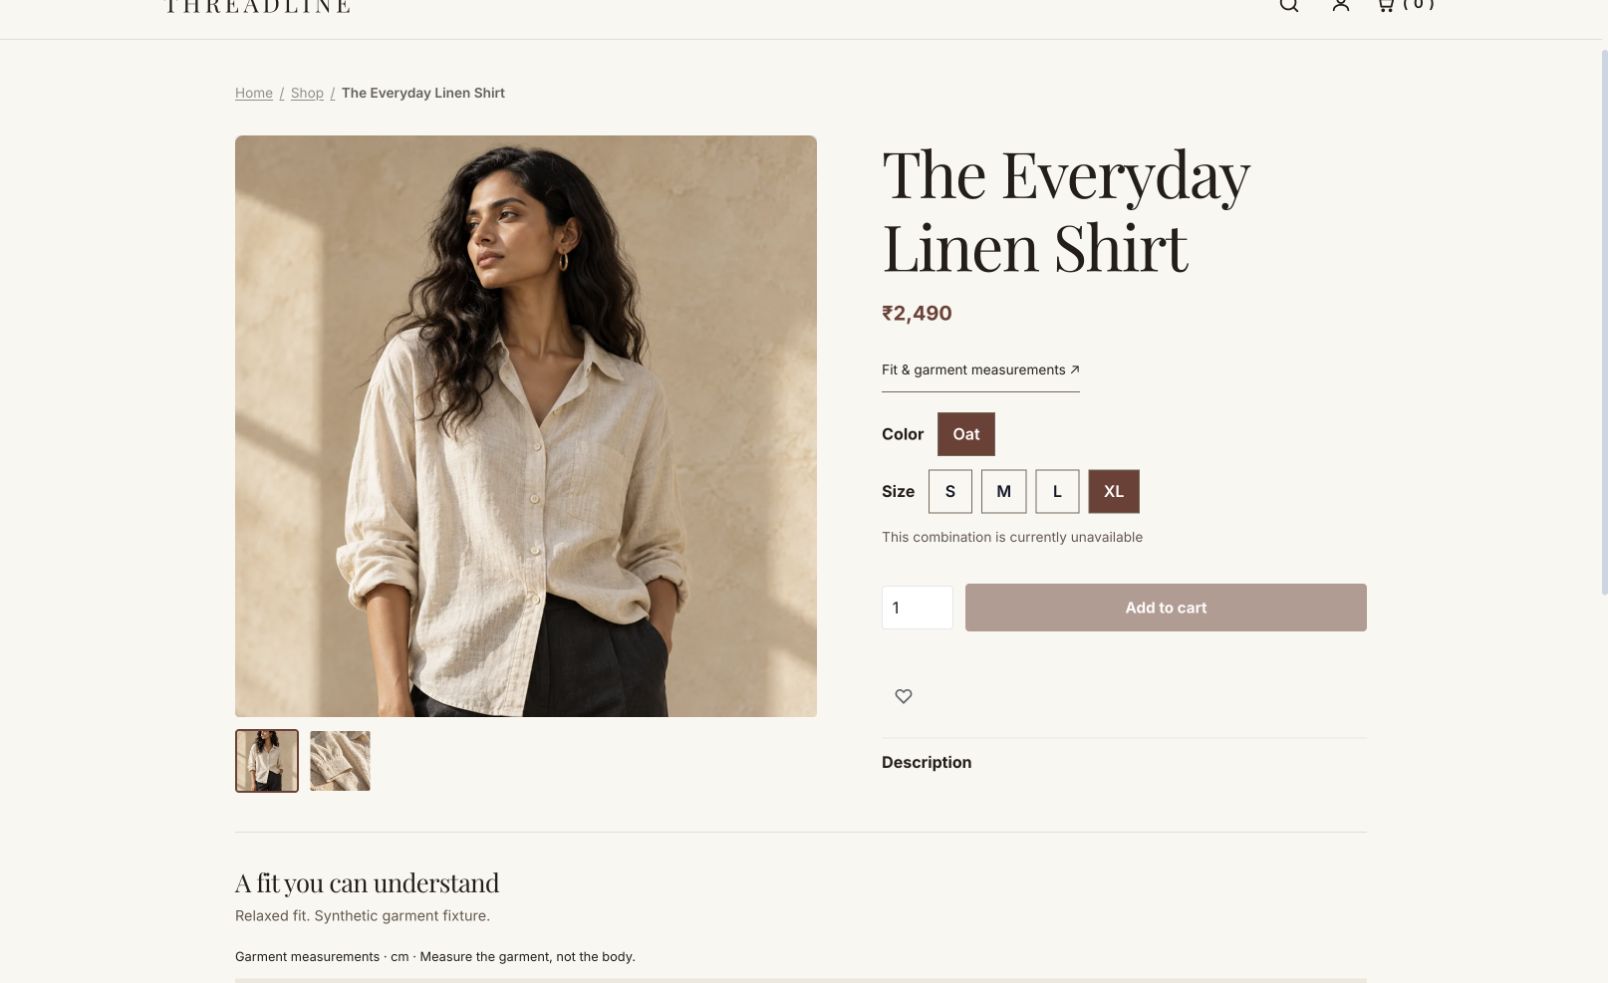 THREADLINE
( 0 )
Home / Shop / The Everyday Linen Shirt
The Everyday
Linen Shirt
₹2,490
Fit & garment measurements ↗
Color Oat
Size S M L XL
This combination is currently unavailable
1 Add to cart
Description
A fit you can understand
Relaxed fit. Synthetic garment fixture.
Garment measurements · cm · Measure the garment, not the body.